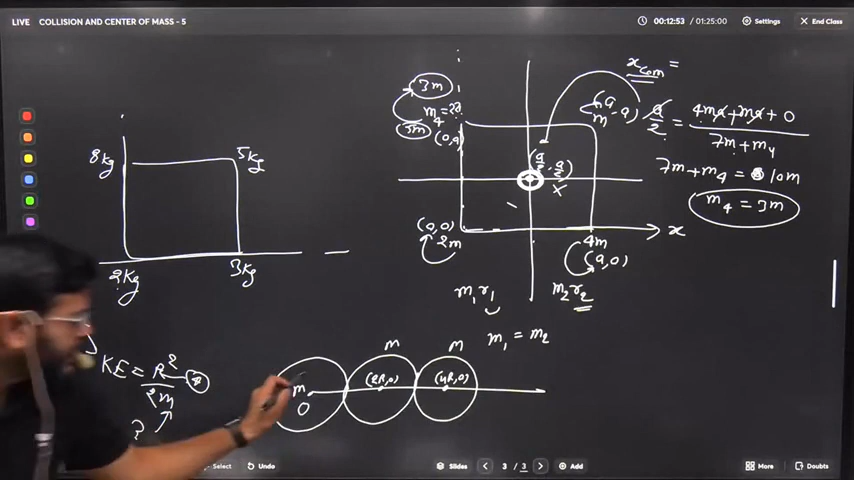 LIVE COLLISION AND CENTER OF MASS - 5
00:12:53 / 01:25:00 Settings End Class
8kg 5kg
2kg 3kg
x_com =
3m
3m
(0,a)
(a/2, a/2)
x
a/2 = (4ma + ma + 0) / (7m + m₄)
7m + m₄ = 10m
m₄ = 3m
(0,0)
2m
4m
(a,0)
x
m₁r₁ m₂r₂
m₁ = m₂
m m
m (2R,0) (4R,0)
O
KE =
2m
?
Select Undo Slides 3 / 3 Add More Doubts